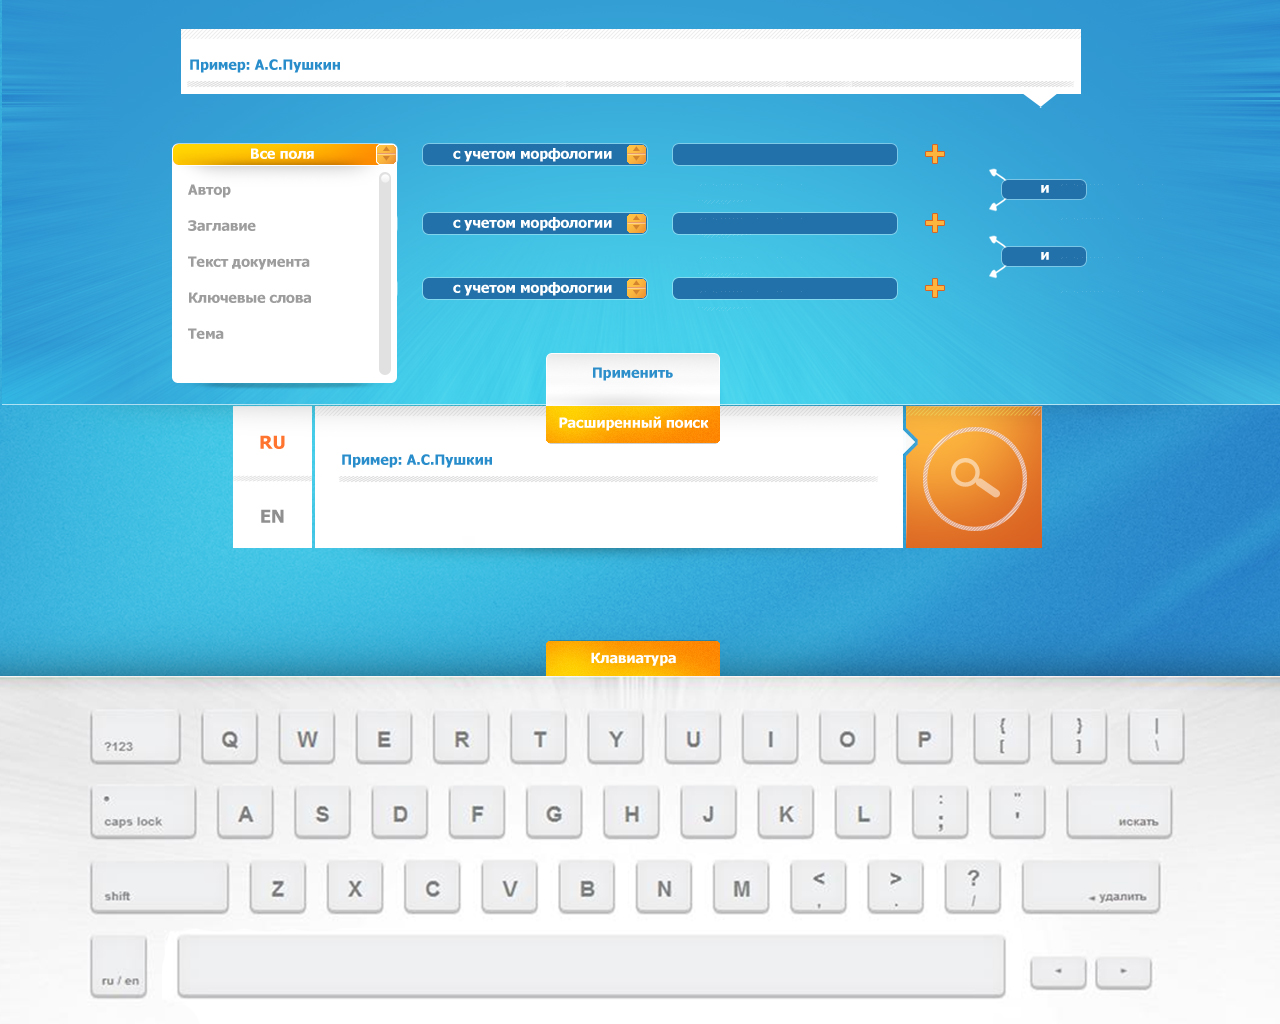 Пример: А.С.Пушкин
Все поля
с учетом морфологии
Автор
и
Заглавие
с учетом морфологии
Текст документа
и
Ключевые слова
с учетом морфологии
Тема
Применить
Расширенный поиск
RU
Пример: А.С.Пушкин
EN
Клавиатура
?123 Q W E R T Y U I O P { [ } ] | \
caps lock A S D F G H J K L : ; " ' искать
shift Z X C V B N M < , > . ? / ◄ удалить
ru / en ◄ ►